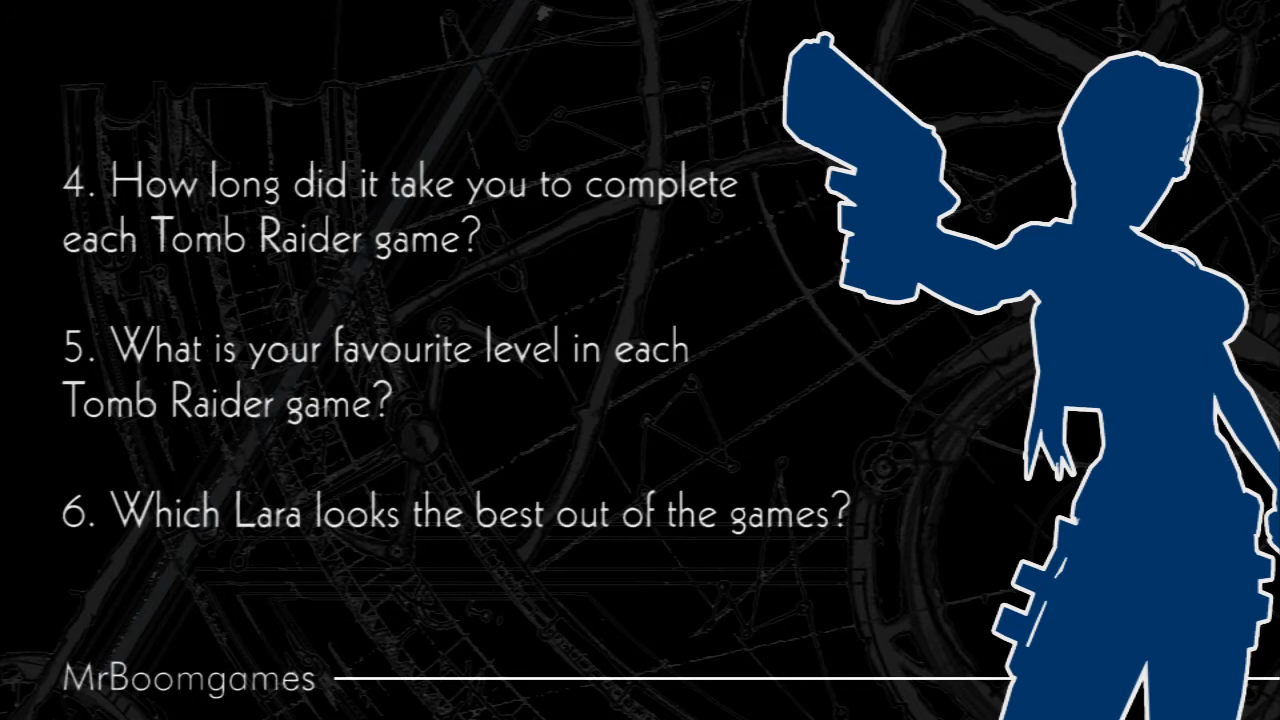 4. How long did it take you to complete
each Tomb Raider game?
5. What is your favourite level in each
Tomb Raider game?
6. Which Lara looks the best out of the games?
MrBoomgames